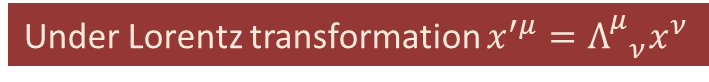 Under Lorentz transformation x′^μ = Λ^μ_ν x^ν